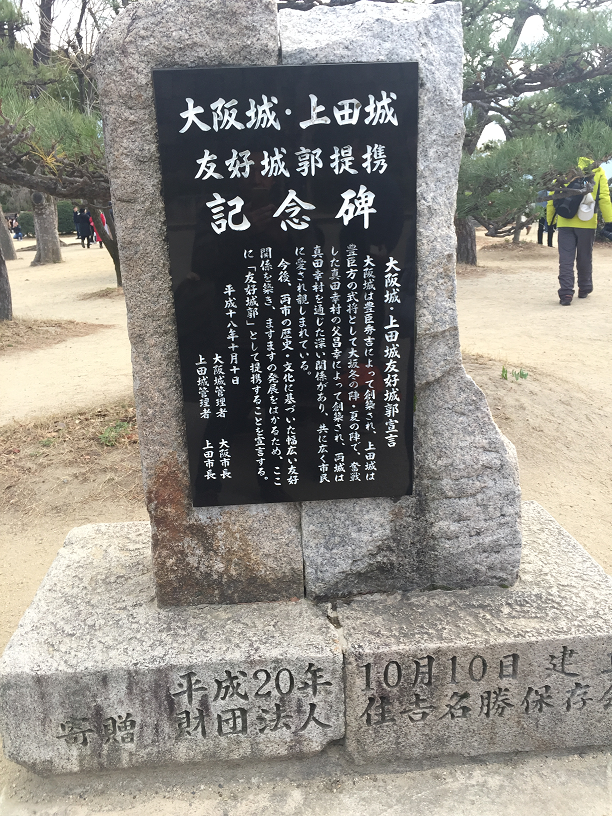 大阪城・上田城
友好城郭提携
記念碑
大阪城・上田城友好城郭宣言
大阪城は豊臣秀吉によって創築され、上田城は
豊臣方の武将として大坂冬の陣・夏の陣で、奮戦
した真田幸村の父昌幸によって創築され、両城は
真田幸村を通じた深い関係があり、共に広く市民
に愛され親しまれている。
今後、両市の歴史・文化に基づいた幅広い友好
関係を築き、ますますの発展をはかるため、ここ
に「友好城郭」として提携することを宣言する。
平成十八年十月十日
大阪城管理者 大阪市長
上田城管理者 上田市長
平成20年10月10日 建
寄贈 財団法人 住吉名勝保存